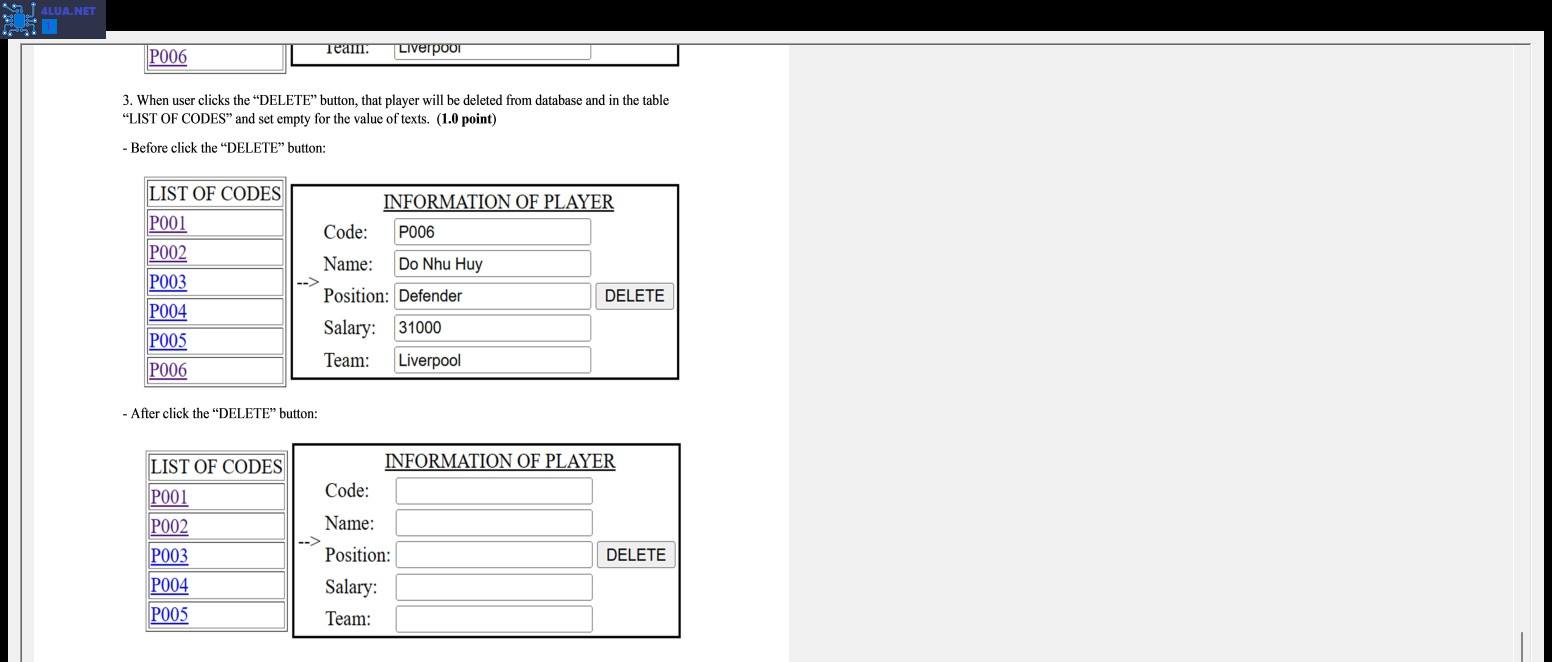 4LUA.NET
P006
Team:
Liverpool
3. When user clicks the “DELETE” button, that player will be deleted from database and in the table
“LIST OF CODES” and set empty for the value of texts. (1.0 point)
- Before click the “DELETE” button:
LIST OF CODES
P001
P002
P003
P004
P005
P006
-->
INFORMATION OF PLAYER
Code: P006
Name: Do Nhu Huy
Position: Defender DELETE
Salary: 31000
Team: Liverpool
- After click the “DELETE” button:
LIST OF CODES
P001
P002
P003
P004
P005
-->
INFORMATION OF PLAYER
Code:
Name:
Position: DELETE
Salary:
Team: